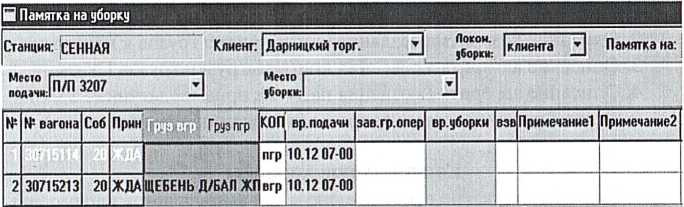 Памятка на уборку
Станция: СЕННАЯ Клиент: Дарницкий торг. Локом. уборки: клиента Памятка на:
Место подачи: П/П 3207 Место уборки:
№ № вагона Соб Прин Груз вгр Груз пгр КОП вр.подачи зав.гр.опер вр.уборки взв Примечание1 Примечание2
1 30715114 20 ЖДА пгр 10.12 07-00
2 30715213 20 ЖДА ЩЕБЕНЬ Д/БАЛ ЖП вгр 10.12 07-00